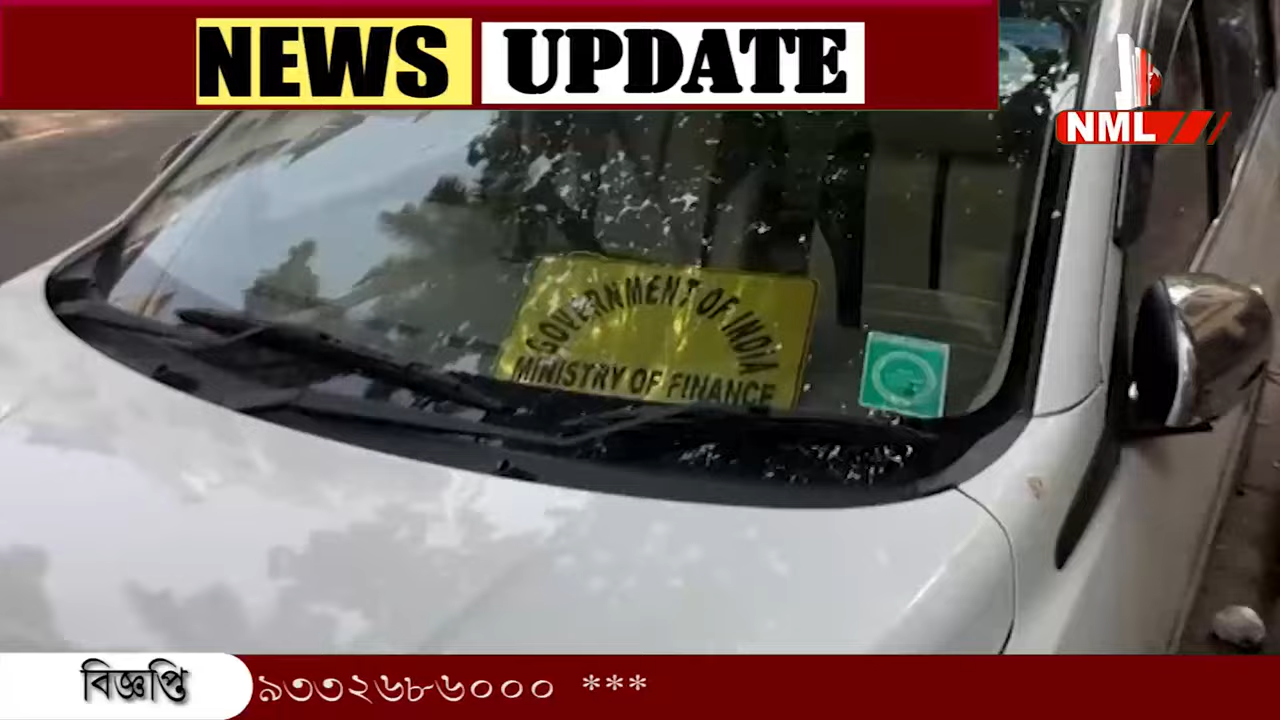 NEWS UPDATE
NML
GOVERNMENT OF INDIA
MINISTRY OF FINANCE
বিজ্ঞপ্তি ৯৩৩২৬৮৬০০০ ***